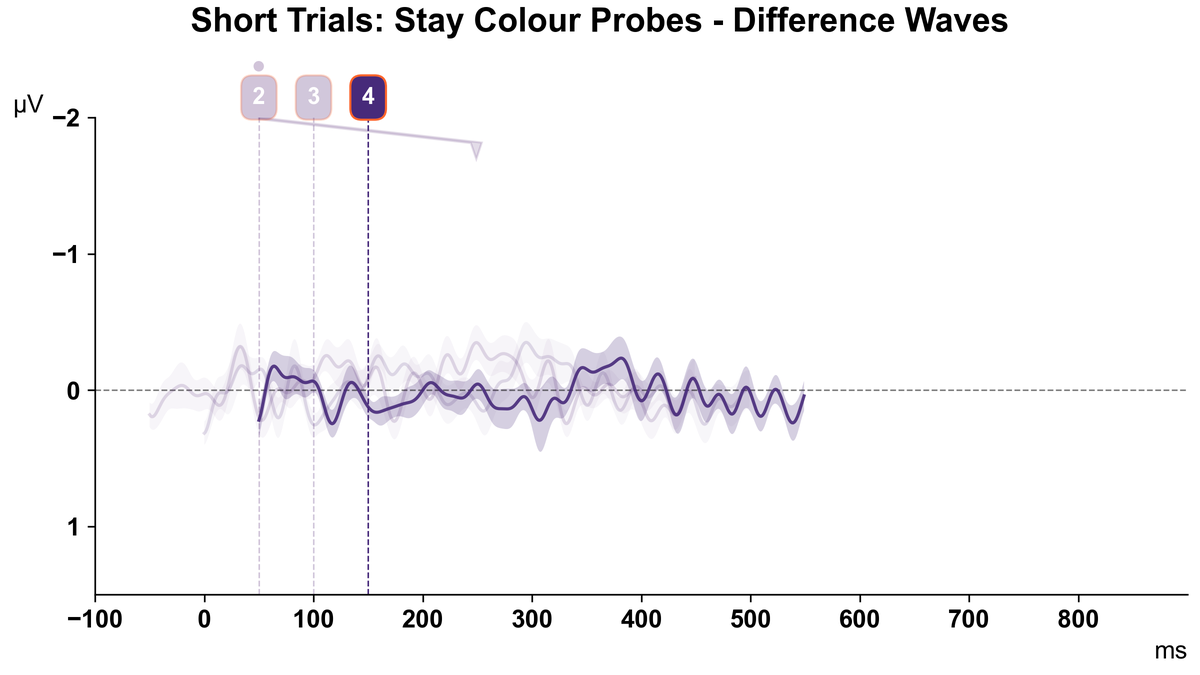 Short Trials: Stay Colour Probes - Difference Waves
2 3 4
µV
−2
−1
0
1
−100 0 100 200 300 400 500 600 700 800
ms